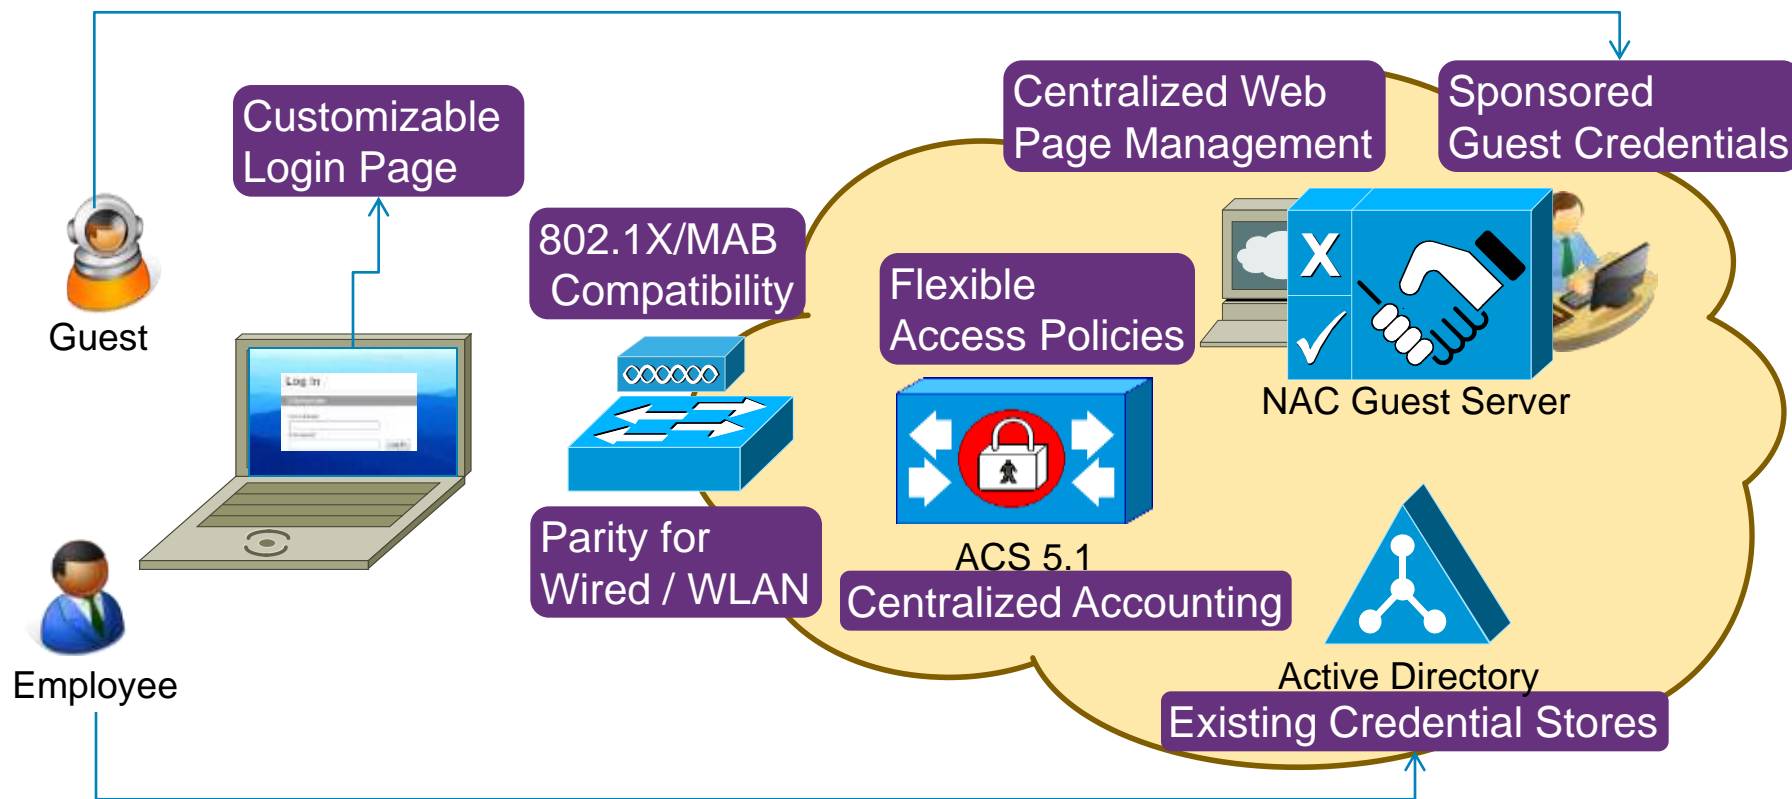 Customizable
Login Page
Centralized Web
Page Management
Sponsored
Guest Credentials
802.1X/MAB
Compatibility
Flexible
Access Policies
Guest
Log In
NAC Guest Server
Parity for
Wired / WLAN
ACS 5.1
Centralized Accounting
Employee
Active Directory
Existing Credential Stores